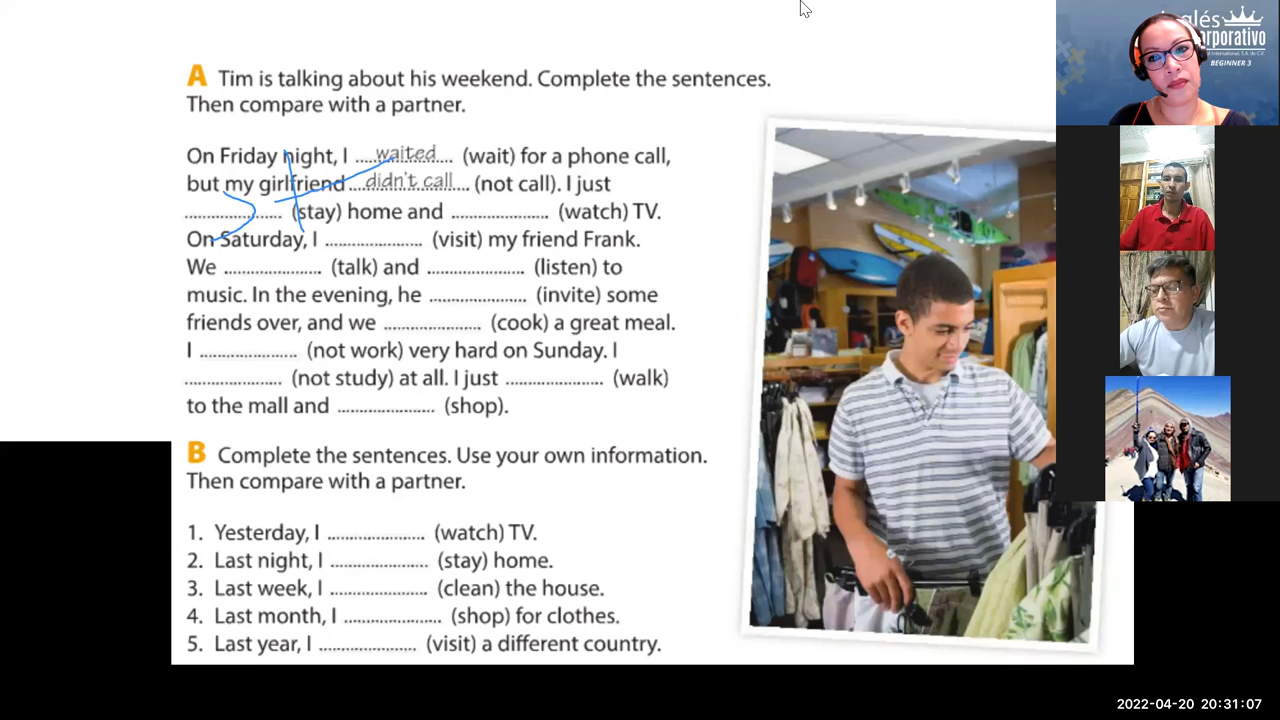 A Tim is talking about his weekend. Complete the sentences.
Then compare with a partner.
On Friday night, I .....waited..... (wait) for a phone call,
but my girlfriend ...didn't call.... (not call). I just
...................... (stay) home and ...................... (watch) TV.
On Saturday, I ...................... (visit) my friend Frank.
We ...................... (talk) and ...................... (listen) to
music. In the evening, he ...................... (invite) some
friends over, and we ...................... (cook) a great meal.
I ...................... (not work) very hard on Sunday. I
...................... (not study) at all. I just ...................... (walk)
to the mall and ...................... (shop).
B Complete the sentences. Use your own information.
Then compare with a partner.
1. Yesterday, I ...................... (watch) TV.
2. Last night, I ...................... (stay) home.
3. Last week, I ...................... (clean) the house.
4. Last month, I ...................... (shop) for clothes.
5. Last year, I ...................... (visit) a different country.
BEGINNER 3
2022-04-20 20:31:07